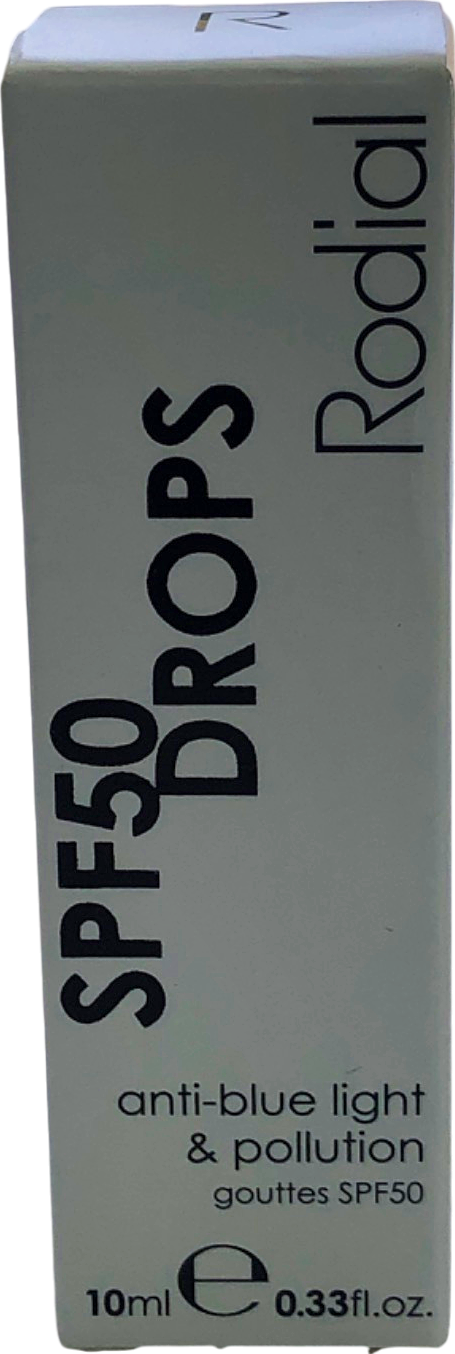 Rodial
SPF50
DROPS
anti-blue light
& pollution
gouttes SPF50
10ml e 0.33fl.oz.